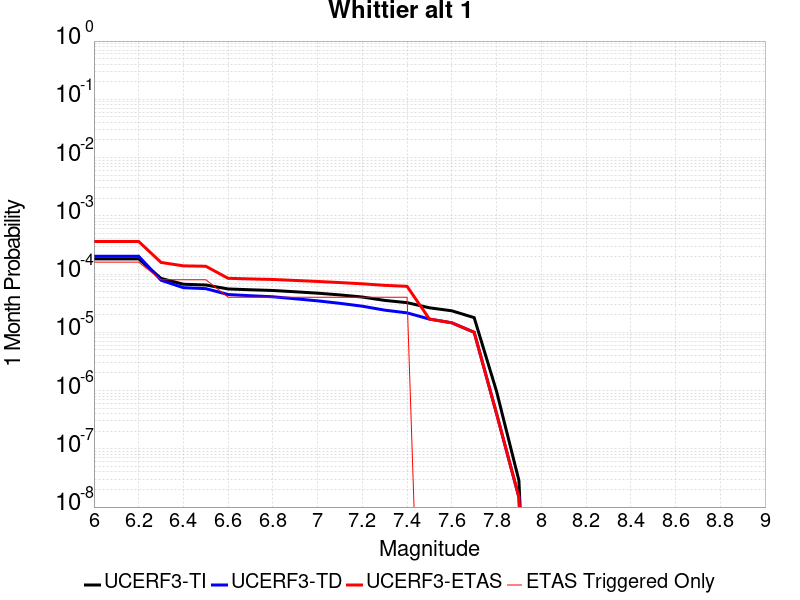 Whittier alt 1
10^0
10^-1
10^-2
10^-3
10^-4
10^-5
10^-6
10^-7
10^-8
1 Month Probability
6 6.2 6.4 6.6 6.8 7 7.2 7.4 7.6 7.8 8 8.2 8.4 8.6 8.8 9
Magnitude
UCERF3-TI UCERF3-TD UCERF3-ETAS ETAS Triggered Only